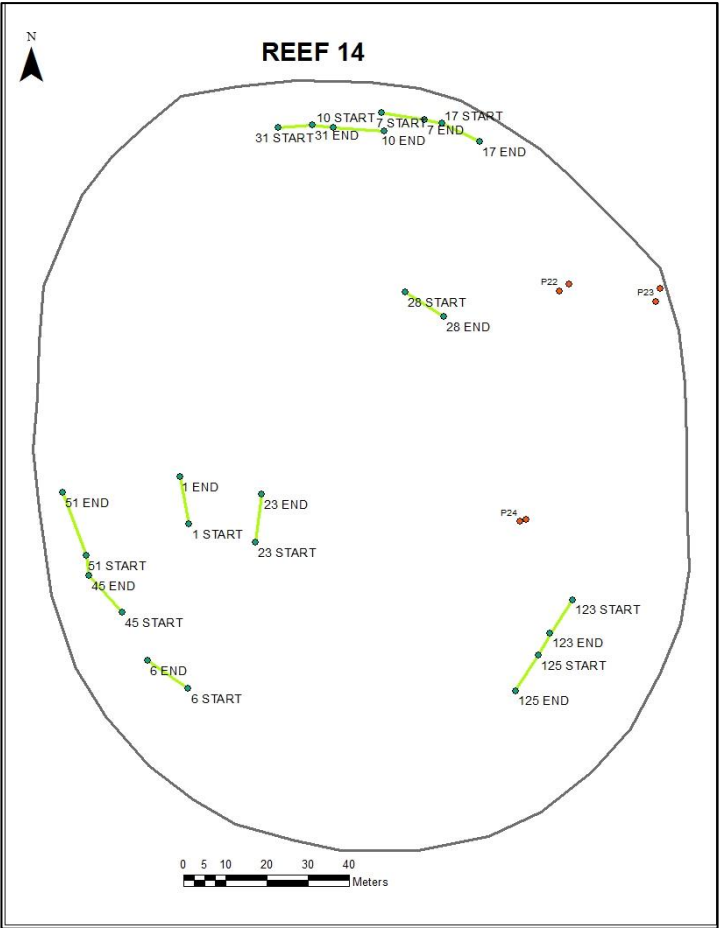 N
REEF 14
10 START
17 START
7 START
7 END
31 START
31 END
10 END
17 END
P22
P23
28 START
28 END
1 END
51 END
23 END
P24
1 START
23 START
51 START
45 END
123 START
45 START
123 END
125 START
6 END
6 START
125 END
0 5 10 20 30 40
Meters